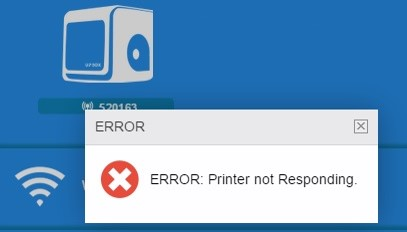 520163
ERROR
ERROR: Printer not Responding.